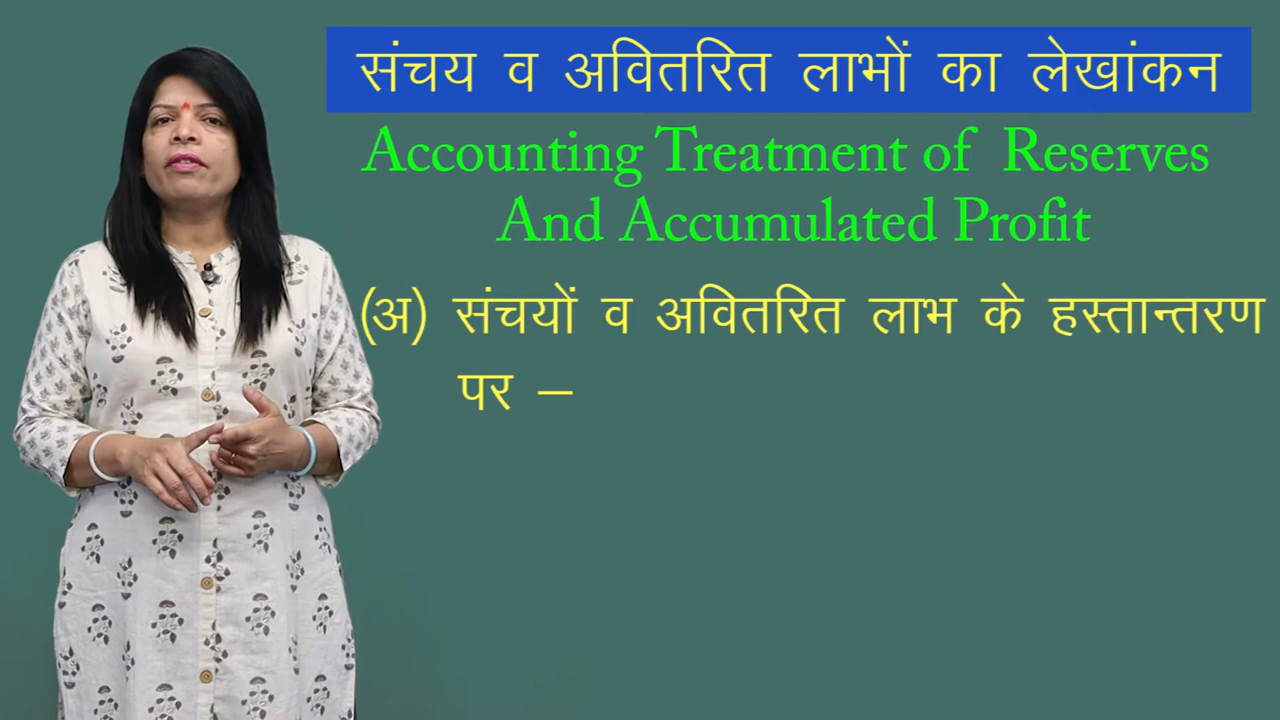 संचय व अवितरित लाभों का लेखांकन
Accounting Treatment of Reserves
And Accumulated Profit
(अ) संचयों व अवितरित लाभ के हस्तान्तरण
पर –